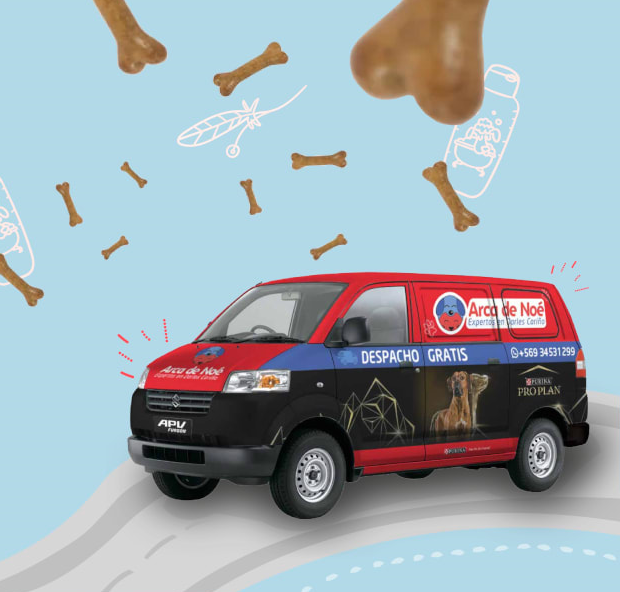 Arca de Noé
Expertos en Darles Cariño
DESPACHO GRATIS
+569 34531299
PURINA
PRO PLAN
Arca de Noé
Expertos en Darles Cariño
APV
FURGÓN
PURINA